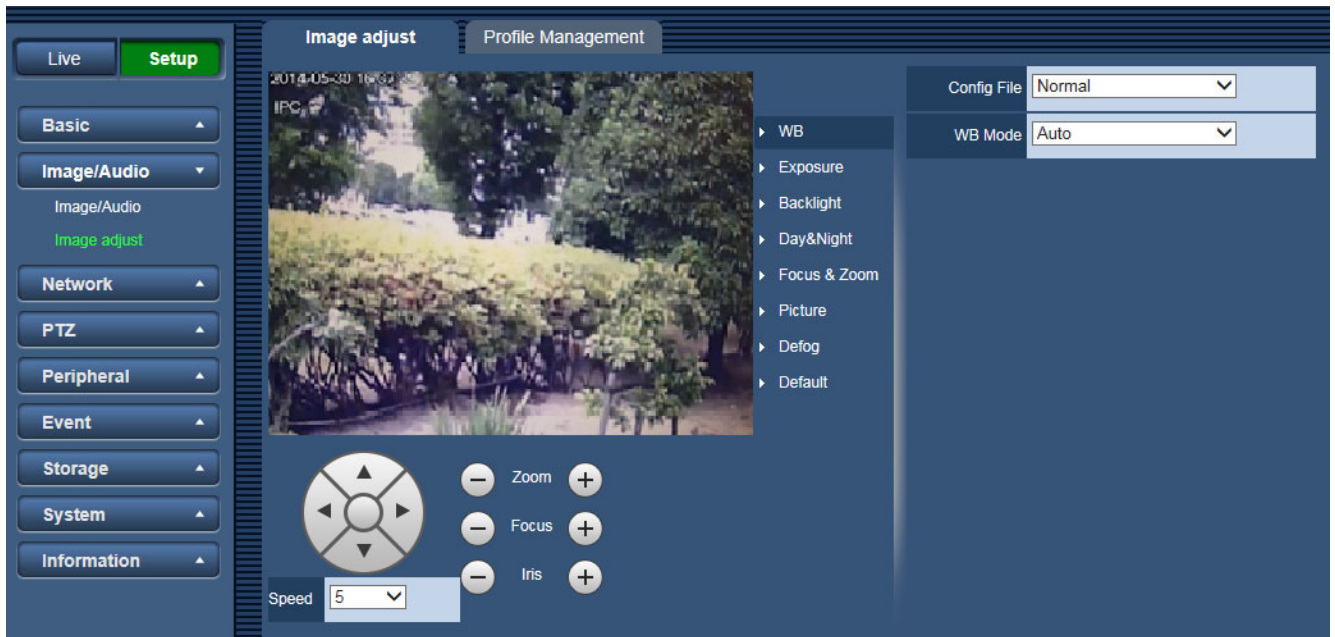 Live Setup
Basic
Image/Audio
Image/Audio
Image adjust
Network
PTZ
Peripheral
Event
Storage
System
Information
Image adjust Profile Management
IPC
WB
Exposure
Backlight
Day&Night
Focus & Zoom
Picture
Defog
Default
Zoom
Focus
Iris
Speed 5
Config File Normal
WB Mode Auto